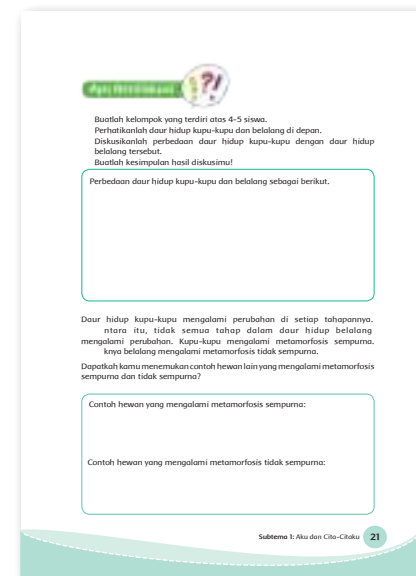 Buatlah kelompok yang terdiri atas 4-5 siswa.
Perhatikanlah daur hidup kupu-kupu dan belalang di depan.
Diskusikanlah perbedaan daur hidup kupu-kupu dengan daur hidup
belalang tersebut.
Buatlah kesimpulan hasil diskusimu!
Perbedaan daur hidup kupu-kupu dan belalang sebagai berikut.
Daur hidup kupu-kupu mengalami perubahan di setiap tahapannya.
ntara itu, tidak semua tahap dalam daur hidup belalang
mengalami perubahan. Kupu-kupu mengalami metamorfosis sempurna.
knya belalang mengalami metamorfosis tidak sempurna.
Dapatkah kamu menemukan contoh hewan lain yang mengalami metamorfosis
sempurna dan tidak sempurna?
Contoh hewan yang mengalami metamorfosis sempurna:
Contoh hewan yang mengalami metamorfosis tidak sempurna:
Subtema 1: Aku dan Cita-Citaku 21